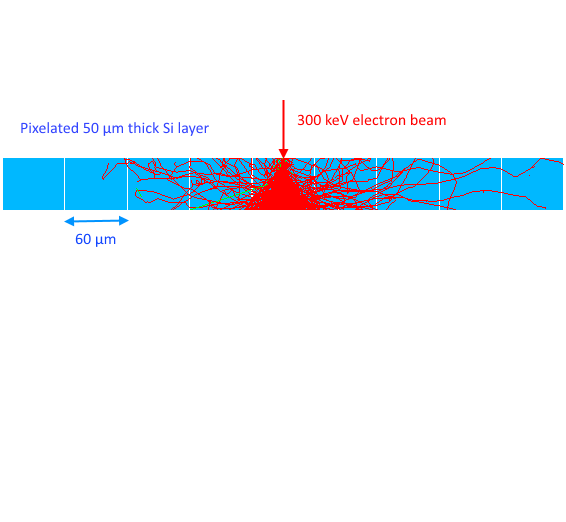 300 keV electron beam
Pixelated 50 µm thick Si layer
60 µm